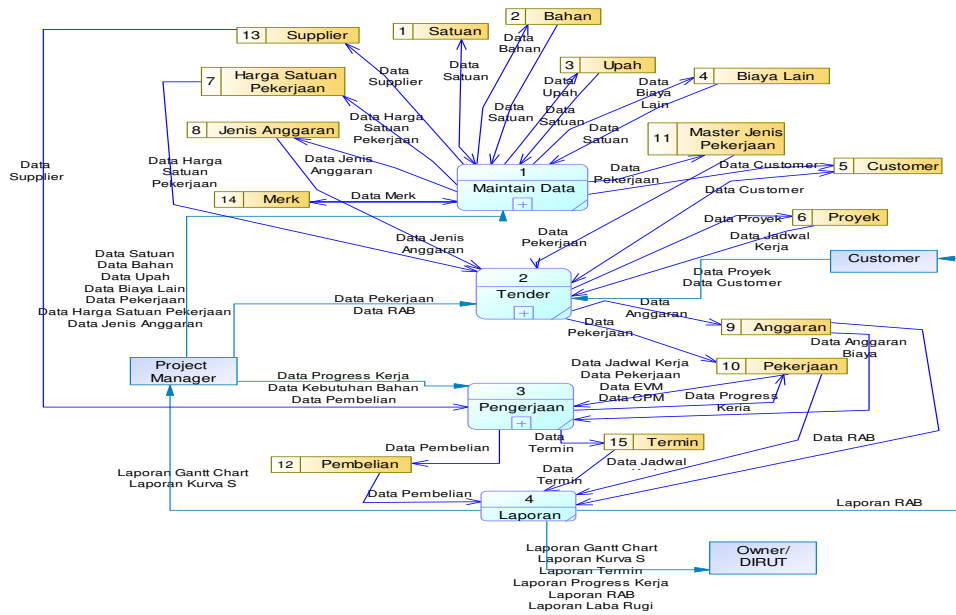 2 Bahan
1 Satuan
13 Supplier
Data
Bahan
Data
Satuan
Data
Supplier
3 Upah
4 Biaya Lain
7 Harga Satuan
Pekerjaan
Data
Upah
Data
Biaya
Lain
Data
Satuan
Data
Satuan
Data
Satuan
8 Jenis Anggaran
Data Harga
Satuan
Pekerjaan
11 Master Jenis
Pekerjaan
Data
Supplier
Data Harga
Satuan
Pekerjaan
Data Jenis
Anggaran
1
Maintain Data
Data
Pekerjaan
Data Customer
5 Customer
Data Customer
14 Merk
Data Merk
6 Proyek
Data Proyek
Data Jadwal
Kerja
Data
Pekerjaan
Data Jenis
Anggaran
Data Satuan
Data Bahan
Data Upah
Data Biaya Lain
Data Pekerjaan
Data Harga Satuan Pekerjaan
Data Jenis Anggaran
2
Tender
Customer
Data Proyek
Data Customer
Data Pekerjaan
Data RAB
Data
Anggaran
Data
Pekerjaan
9 Anggaran
Data Anggaran
Biaya
Project
Manager
10 Pekerjaan
Data Progress Kerja
Data Kebutuhan Bahan
Data Pembelian
3
Pengerjaan
Data Jadwal Kerja
Data Pekerjaan
Data EVM
Data CPM
Data Progress
Kerja
Data Pembelian
Data
Termin
15 Termin
Data RAB
12 Pembelian
Data Jadwal
Data
Termin
Laporan Gantt Chart
Laporan Kurva S
Data Pembelian
4
Laporan
Laporan RAB
Laporan Gantt Chart
Laporan Kurva S
Laporan Termin
Laporan Progress Kerja
Laporan RAB
Laporan Laba Rugi
Owner/
DIRUT